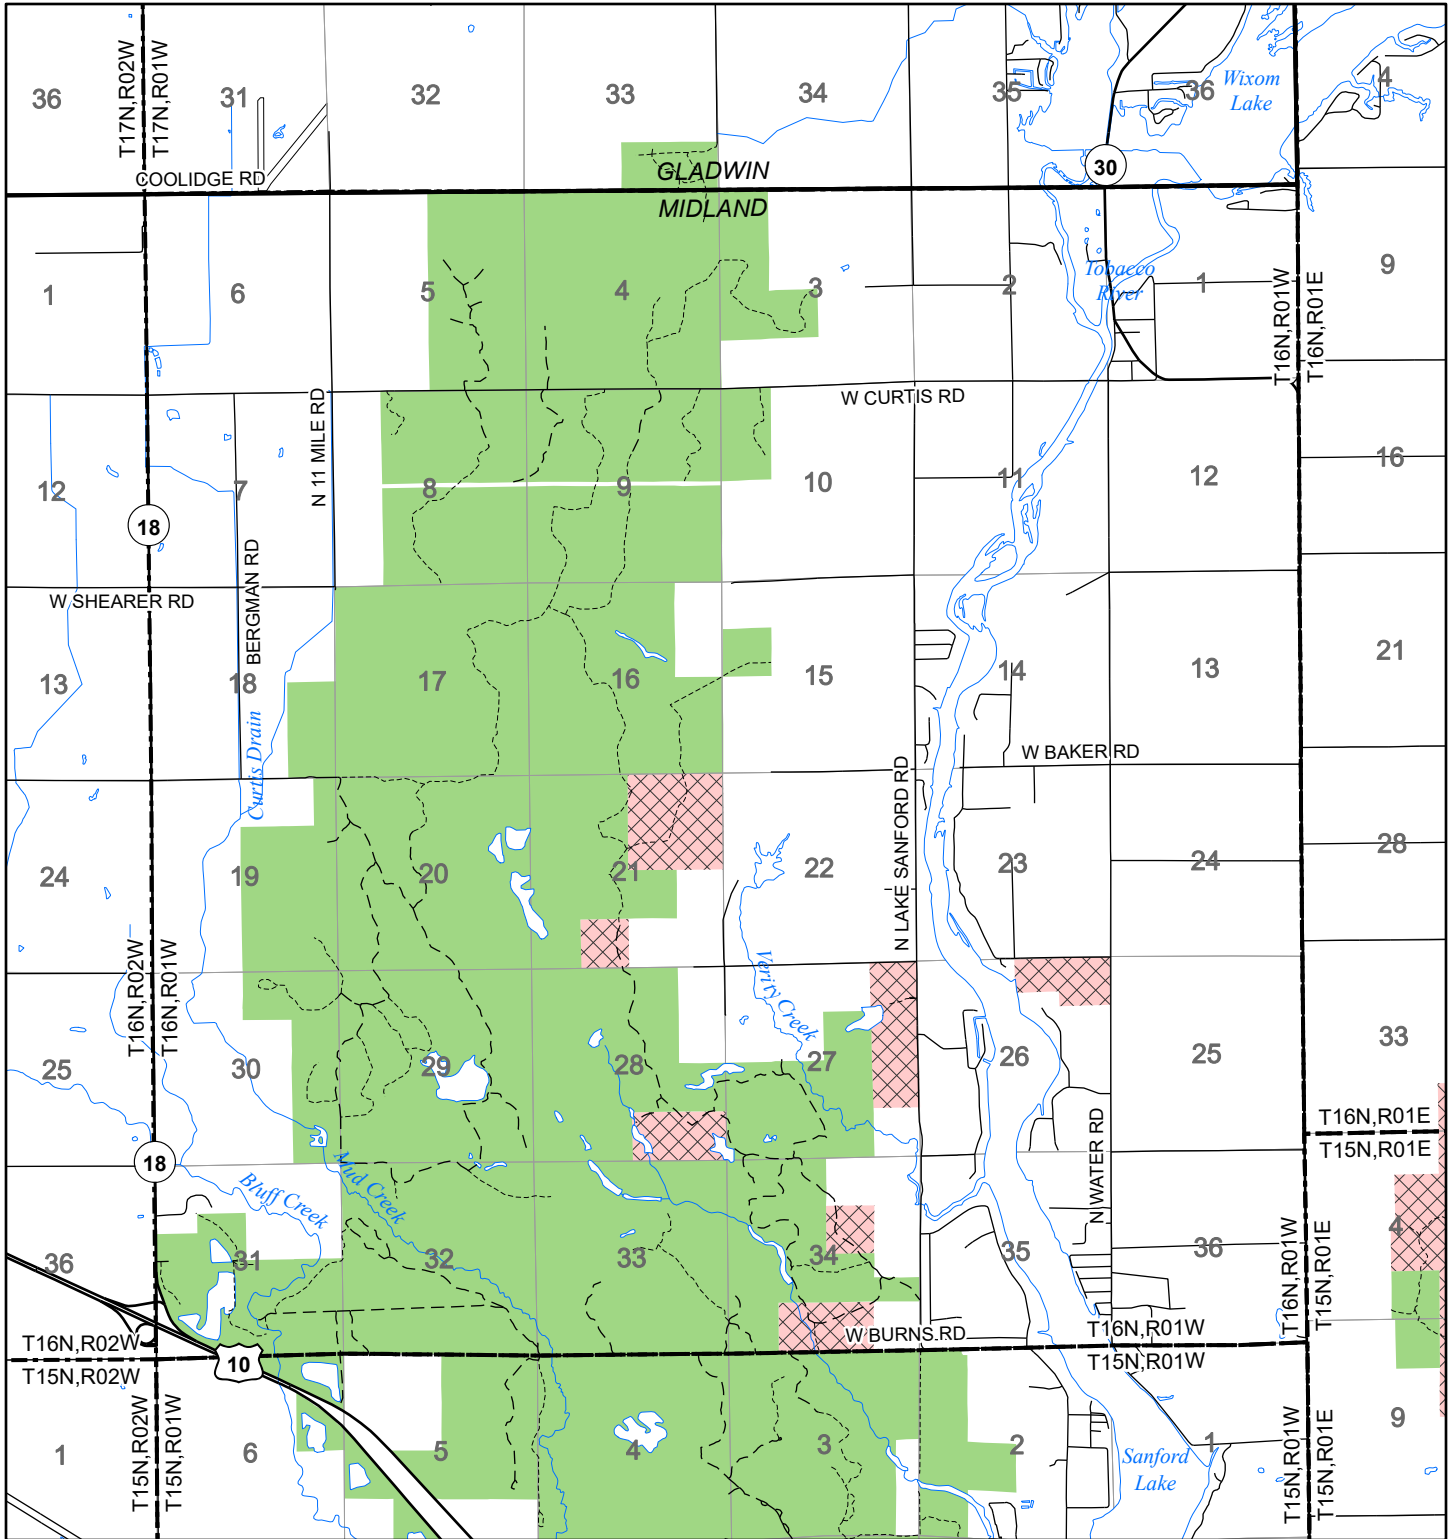 36
31
32
33
34
35
36
4
Wixom
Lake
T17N,R02W
T17N,R01W
COOLIDGE RD
GLADWIN
MIDLAND
30
1
6
5
4
3
2
1
9
Tobacco
River
T16N,R01W
T16N,R01E
N 11 MILE RD
W CURTIS RD
12
7
8
9
10
11
12
16
18
BERGMAN RD
W SHEARER RD
13
18
17
16
15
14
13
21
Curtis Drain
N LAKE SANFORD RD
W BAKER RD
24
19
20
21
22
23
24
28
T16N,R02W
T16N,R01W
Verity Creek
25
30
29
28
27
26
25
33
T16N,R01E
T15N,R01E
18
N WATER RD
Bluff Creek
Mud Creek
36
31
32
33
34
35
36
4
T16N,R01W
T15N,R01E
T16N,R02W
T15N,R02W
10
W BURNS RD
T16N,R01W
T15N,R01W
1
6
5
4
3
2
1
9
T15N,R02W
T15N,R01W
Sanford
Lake
T15N,R01W
T15N,R01E